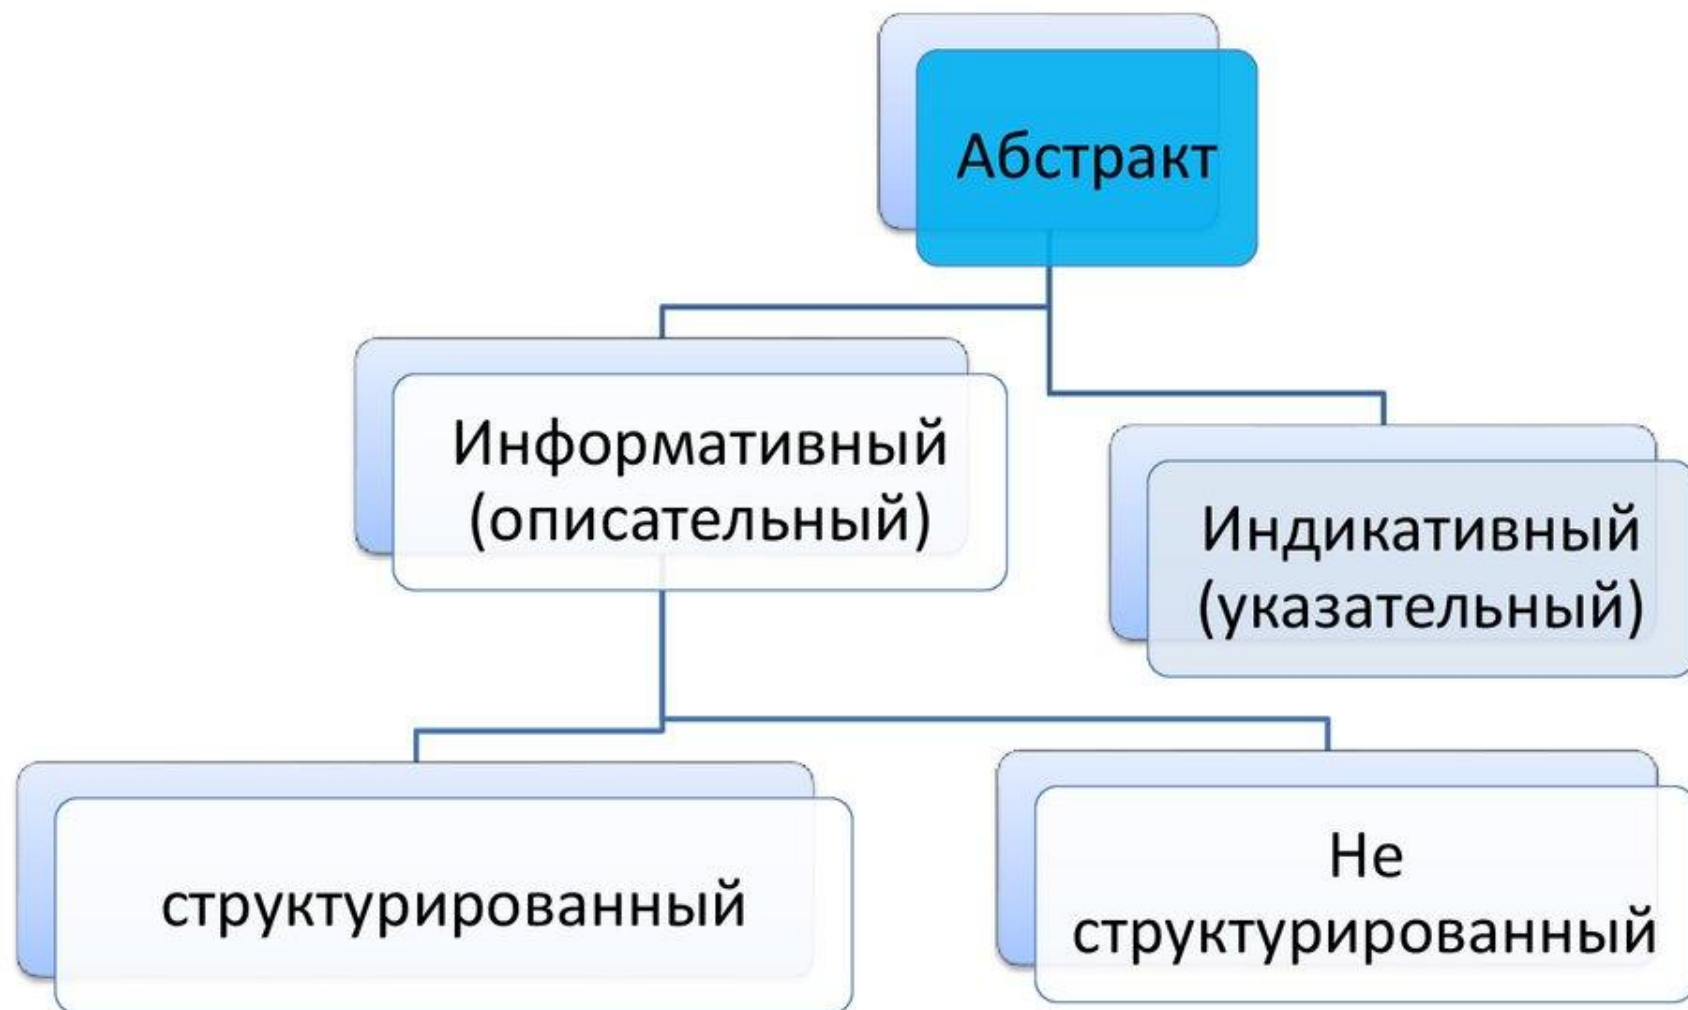 Абстракт
Информативный
(описательный)
Индикативный
(указательный)
структурированный
Не
структурированный